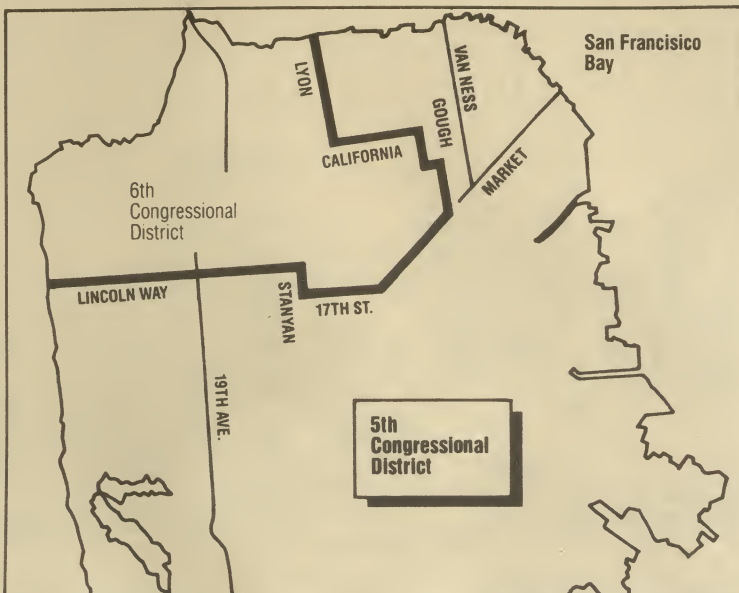 San Francisico
Bay
LYON
VAN NESS
GOUGH
CALIFORNIA
MARKET
6th
Congressional
District
LINCOLN WAY
STANYAN
17TH ST.
19TH AVE.
5th
Congressional
District